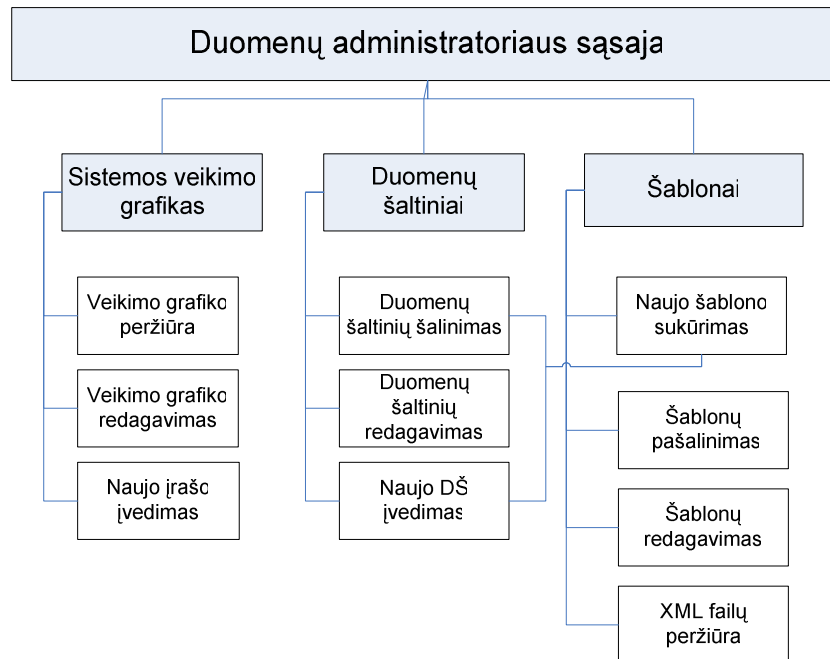 Duomenų administratoriaus sąsaja
Sistemos veikimo
grafikas
Duomenų
šaltiniai
Šablonai
Veikimo grafiko
peržiūra
Veikimo grafiko
redagavimas
Naujo įrašo
įvedimas
Duomenų
šaltinių šalinimas
Duomenų
šaltinių
redagavimas
Naujo DŠ
įvedimas
Naujo šablono
sukūrimas
Šablonų
pašalinimas
Šablonų
redagavimas
XML failų
peržiūra